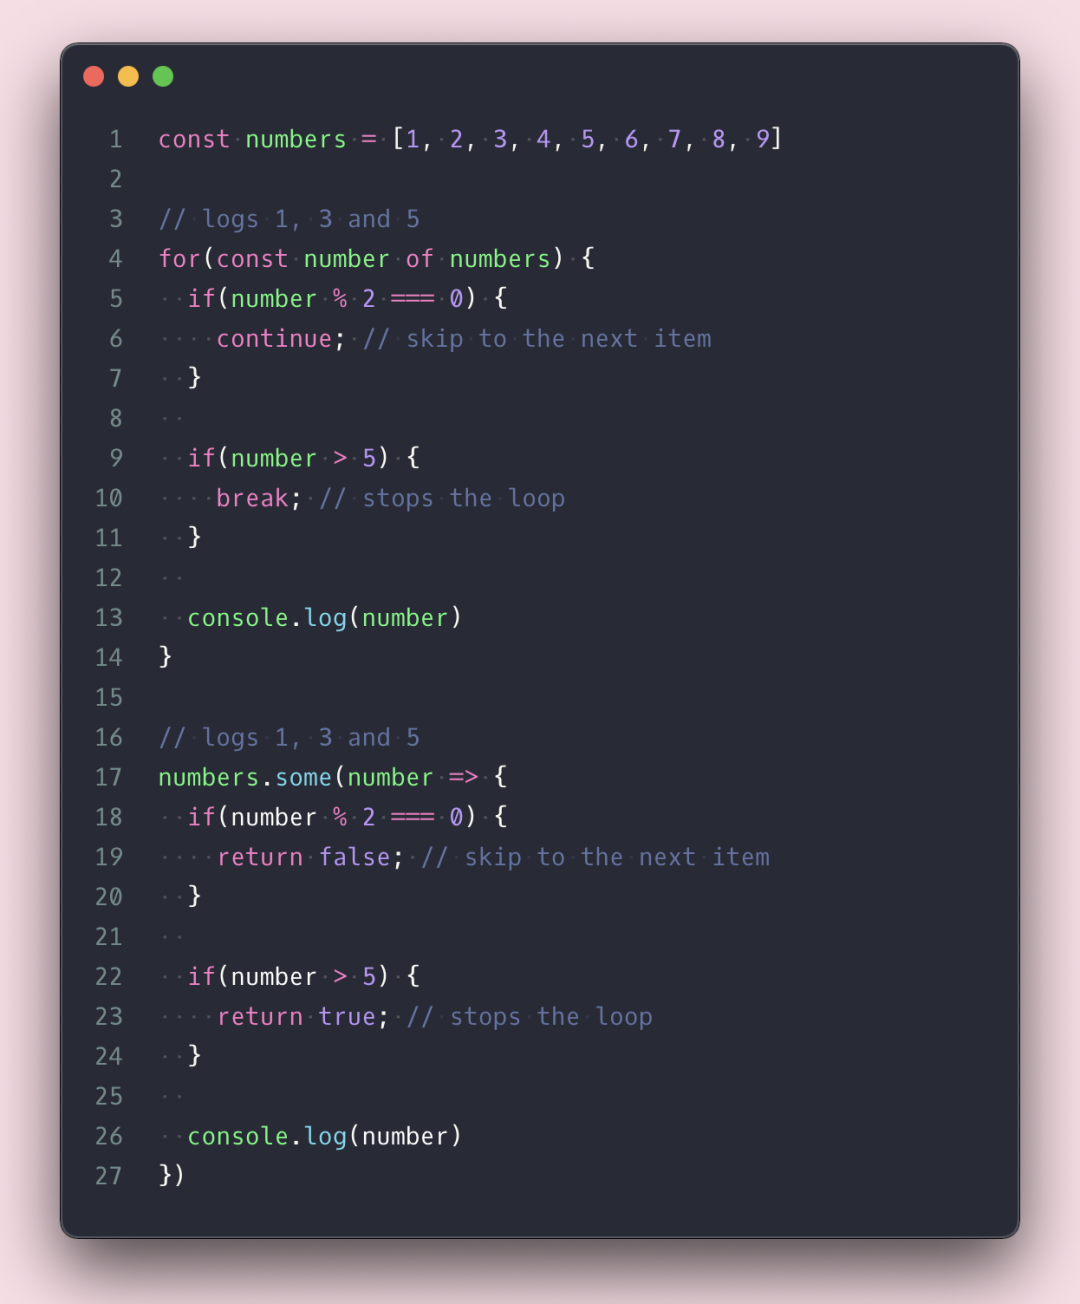 1 const numbers = [1, 2, 3, 4, 5, 6, 7, 8, 9]
2
3 // logs 1, 3 and 5
4 for(const number of numbers) {
5   if(number % 2 === 0) {
6     continue; // skip to the next item
7   }
8
9   if(number > 5) {
10     break; // stops the loop
11   }
12
13   console.log(number)
14 }
15
16 // logs 1, 3 and 5
17 numbers.some(number => {
18   if(number % 2 === 0) {
19     return false; // skip to the next item
20   }
21
22   if(number > 5) {
23     return true; // stops the loop
24   }
25
26   console.log(number)
27 })